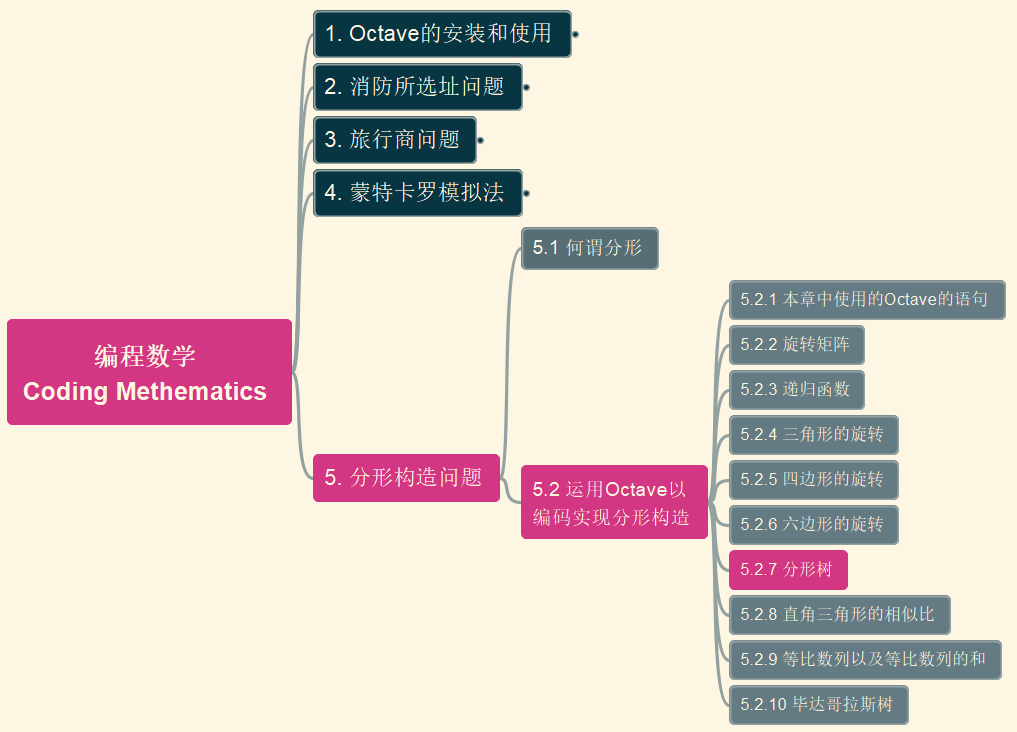 编程数学
Coding Methematics
1. Octave的安装和使用
2. 消防所选址问题
3. 旅行商问题
4. 蒙特卡罗模拟法
5. 分形构造问题
5.1 何谓分形
5.2 运用Octave以
编码实现分形构造
5.2.1 本章中使用的Octave的语句
5.2.2 旋转矩阵
5.2.3 递归函数
5.2.4 三角形的旋转
5.2.5 四边形的旋转
5.2.6 六边形的旋转
5.2.7 分形树
5.2.8 直角三角形的相似比
5.2.9 等比数列以及等比数列的和
5.2.10 毕达哥拉斯树